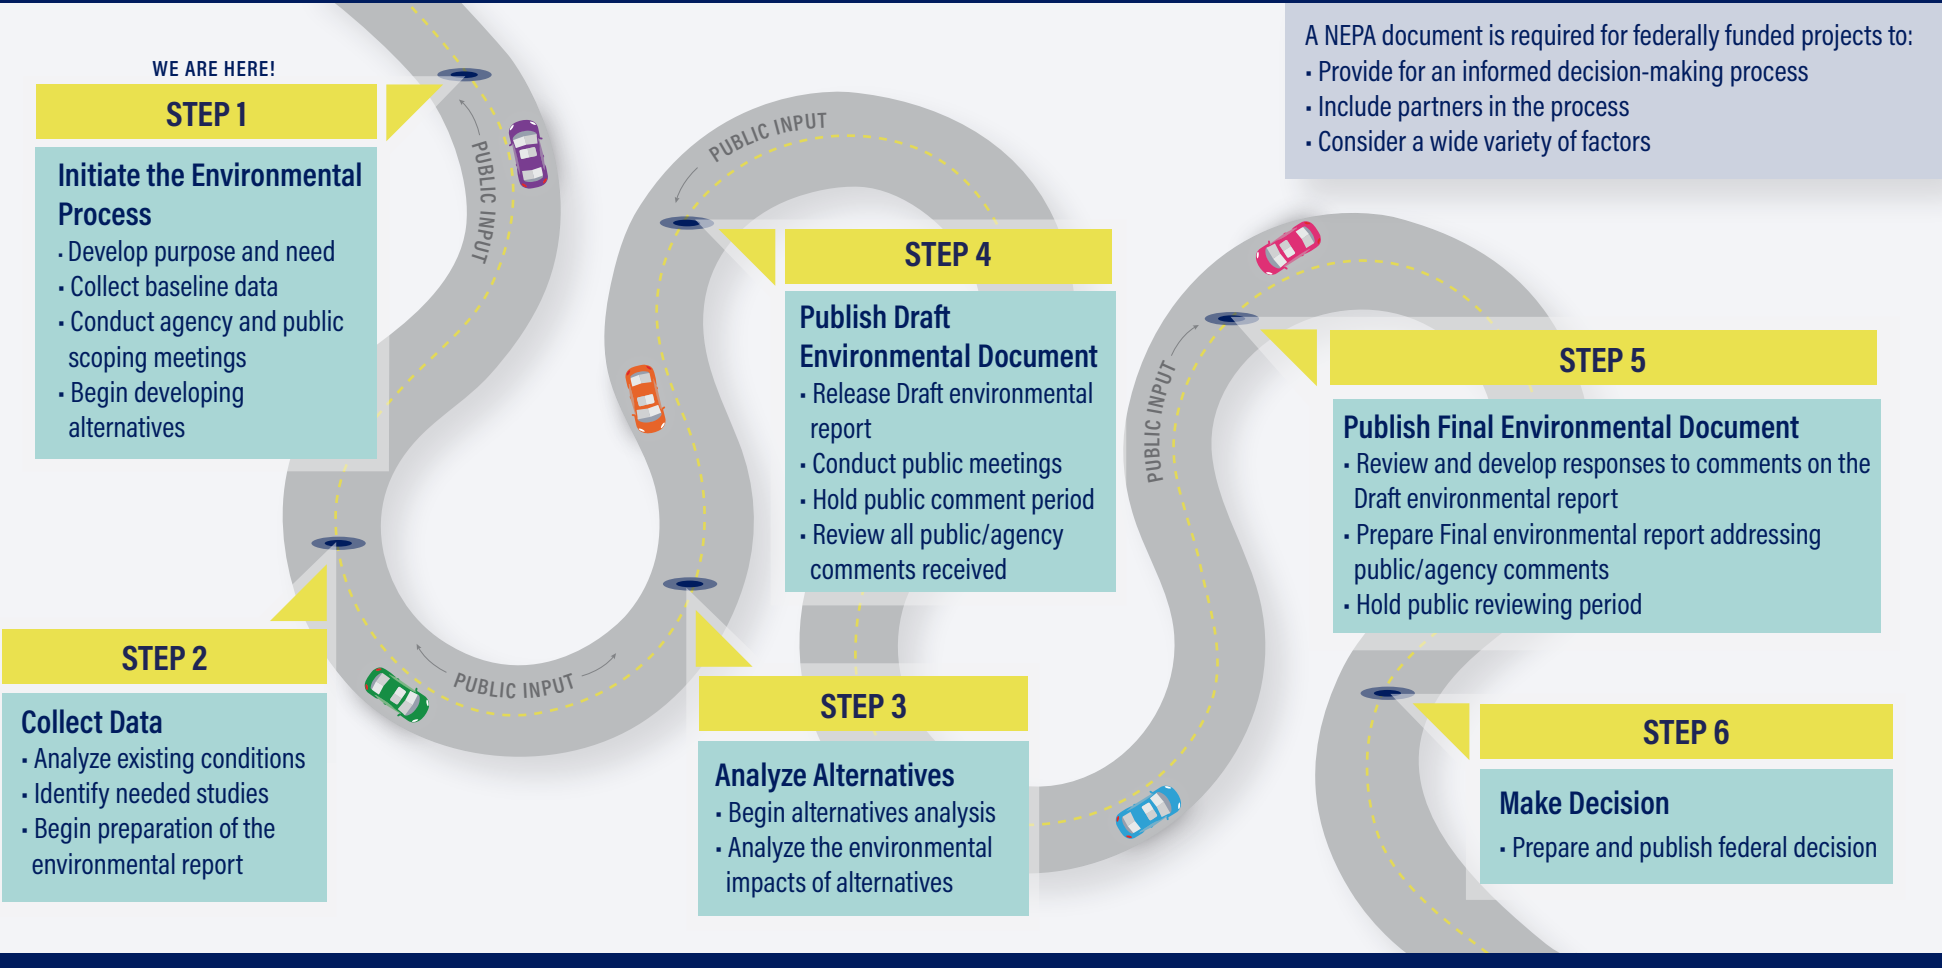 WE ARE HERE!
STEP 1
Initiate the Environmental
Process
· Develop purpose and need
· Collect baseline data
· Conduct agency and public
scoping meetings
· Begin developing
alternatives
PUBLIC INPUT
STEP 2
Collect Data
· Analyze existing conditions
· Identify needed studies
· Begin preparation of the
environmental report
PUBLIC INPUT
STEP 3
Analyze Alternatives
· Begin alternatives analysis
· Analyze the environmental
impacts of alternatives
PUBLIC INPUT
STEP 4
Publish Draft
Environmental Document
· Release Draft environmental
report
· Conduct public meetings
· Hold public comment period
· Review all public/agency
comments received
PUBLIC INPUT
STEP 5
Publish Final Environmental Document
· Review and develop responses to comments on the
Draft environmental report
· Prepare Final environmental report addressing
public/agency comments
· Hold public reviewing period
STEP 6
Make Decision
· Prepare and publish federal decision
A NEPA document is required for federally funded projects to:
· Provide for an informed decision-making process
· Include partners in the process
· Consider a wide variety of factors